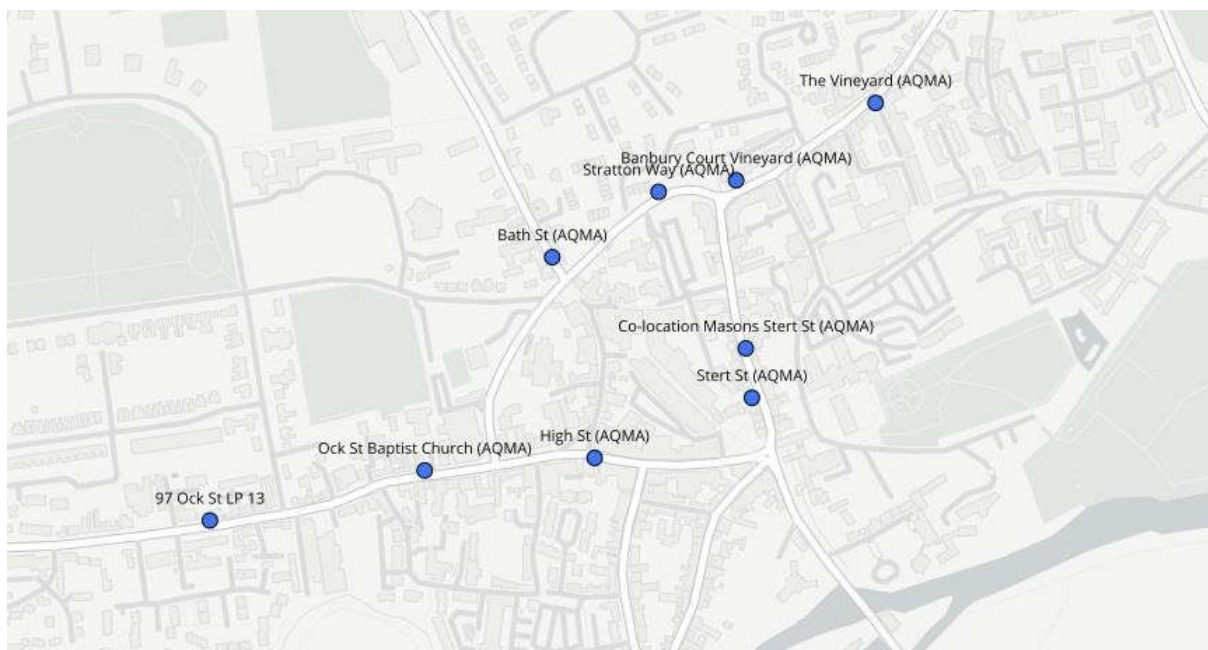 The Vineyard (AQMA)
Banbury Court Vineyard (AQMA)
Stratton Way (AQMA)
Bath St (AQMA)
Co-location Masons Stert St (AQMA)
Stert St (AQMA)
High St (AQMA)
Ock St Baptist Church (AQMA)
97 Ock St LP 13